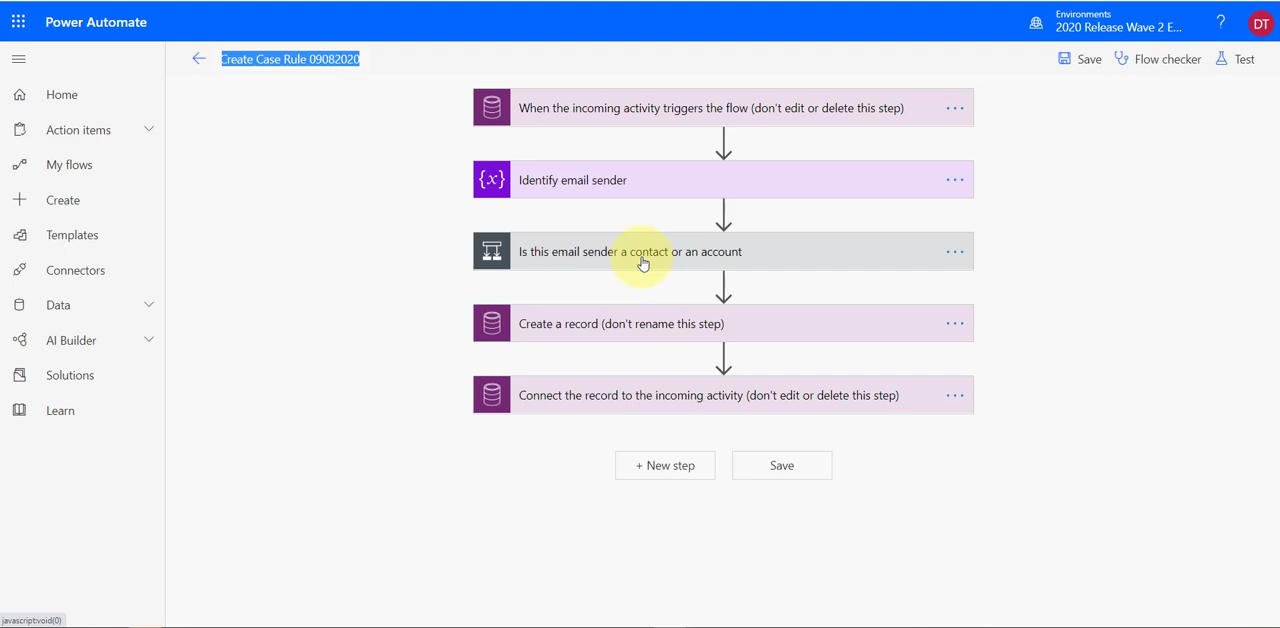 Power Automate
Environments
2020 Release Wave 2 E...
?
DT
Create Case Rule 09082020
Save
Flow checker
Test
Home
Action items
My flows
Create
Templates
Connectors
Data
AI Builder
Solutions
Learn
When the incoming activity triggers the flow (don't edit or delete this step)
{x} Identify email sender
Is this email sender a contact or an account
Create a record (don't rename this step)
Connect the record to the incoming activity (don't edit or delete this step)
+ New step
Save
javascript:void(0)